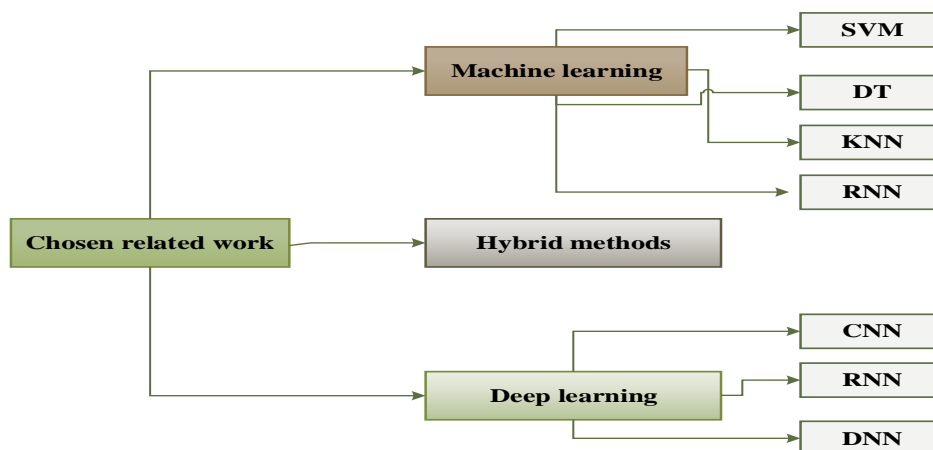 SVM
Machine learning
DT
KNN
RNN
Chosen related work
Hybrid methods
CNN
RNN
Deep learning
DNN